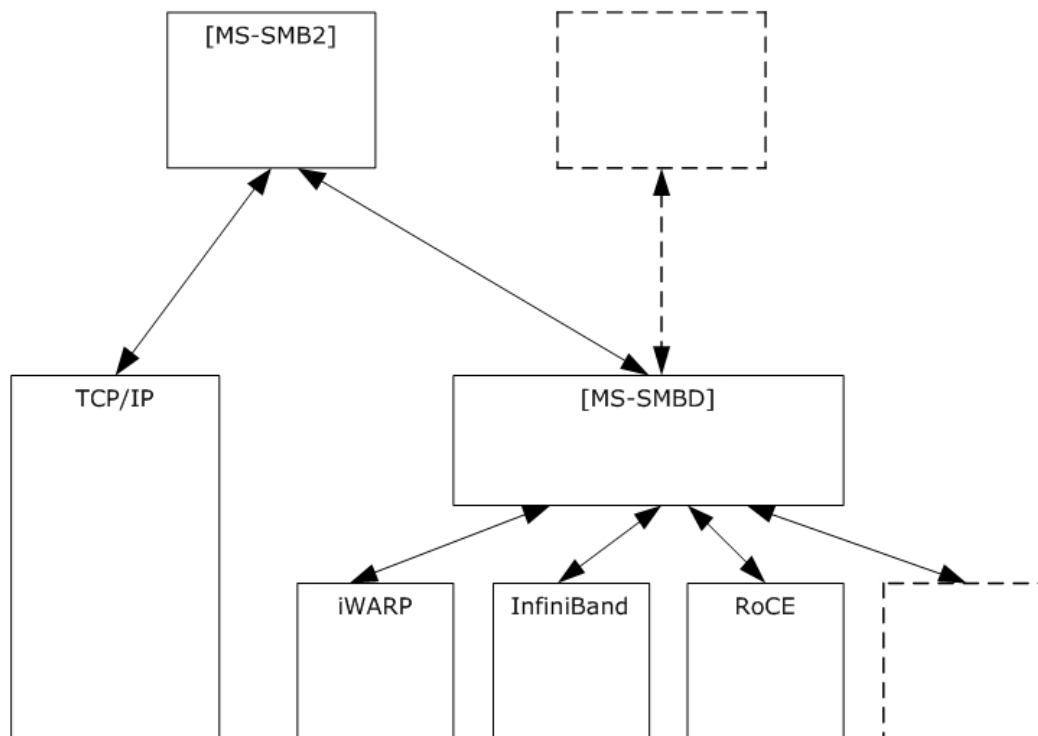 [MS-SMB2]
TCP/IP
[MS-SMBD]
iWARP
InfiniBand
RoCE